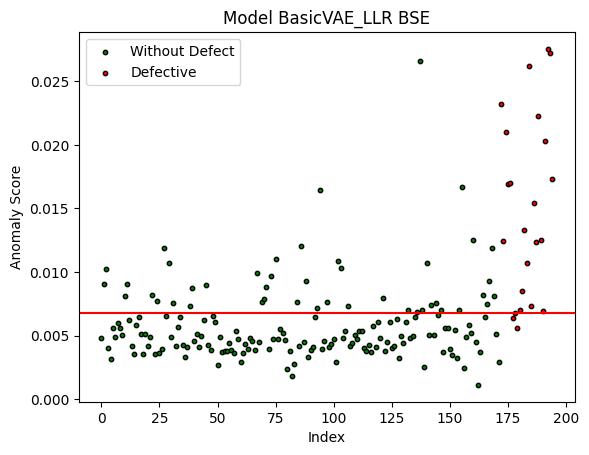 Model BasicVAE_LLR BSE
Without Defect
Defective
Anomaly Score
0.025
0.020
0.015
0.010
0.005
0.000
0 25 50 75 100 125 150 175 200
Index